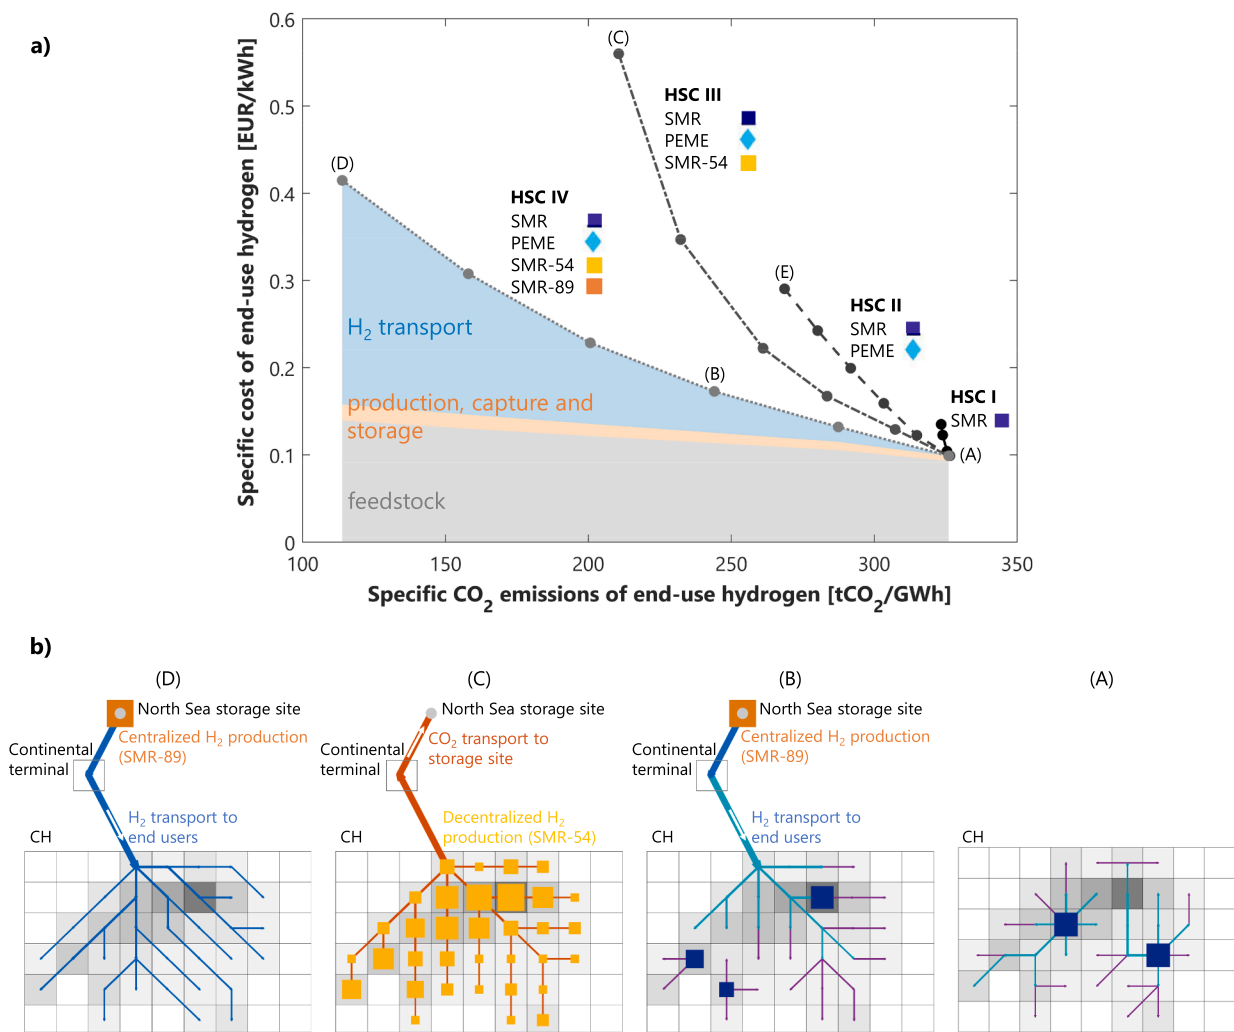 a)
Specific cost of end-use hydrogen [EUR/kWh]
0.6
0.5
0.4
0.3
0.2
0.1
0
100
150
200
250
300
350
Specific CO2 emissions of end-use hydrogen [tCO2/GWh]
(C)
(D)
(E)
(B)
(A)
HSC III
SMR
PEME
SMR-54
HSC IV
SMR
PEME
SMR-54
SMR-89
HSC II
SMR
PEME
HSC I
SMR
H2 transport
production, capture and
storage
feedstock
b)
(D)
North Sea storage site
Centralized H2 production
(SMR-89)
Continental
terminal
H2 transport to
end users
CH
(C)
North Sea storage site
CO2 transport to
storage site
Continental
terminal
Decentralized H2
production (SMR-54)
CH
(B)
North Sea storage site
Centralized H2 production
(SMR-89)
Continental
terminal
H2 transport to
end users
CH
(A)
CH